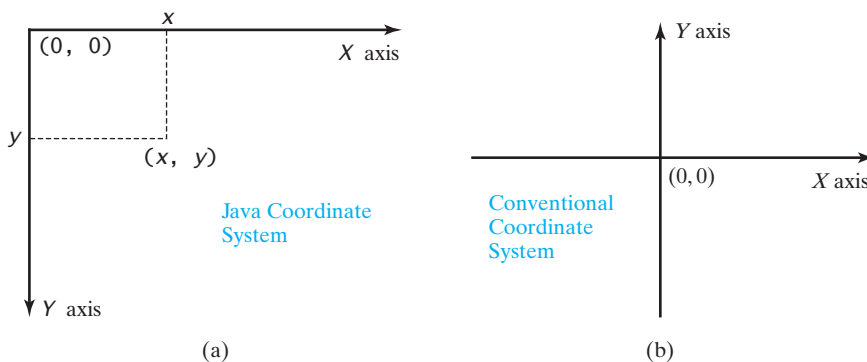 x
(0, 0)
X axis
y
(x, y)
Java Coordinate
System
Y axis
(a)
Y axis
(0, 0)
X axis
Conventional
Coordinate
System
(b)